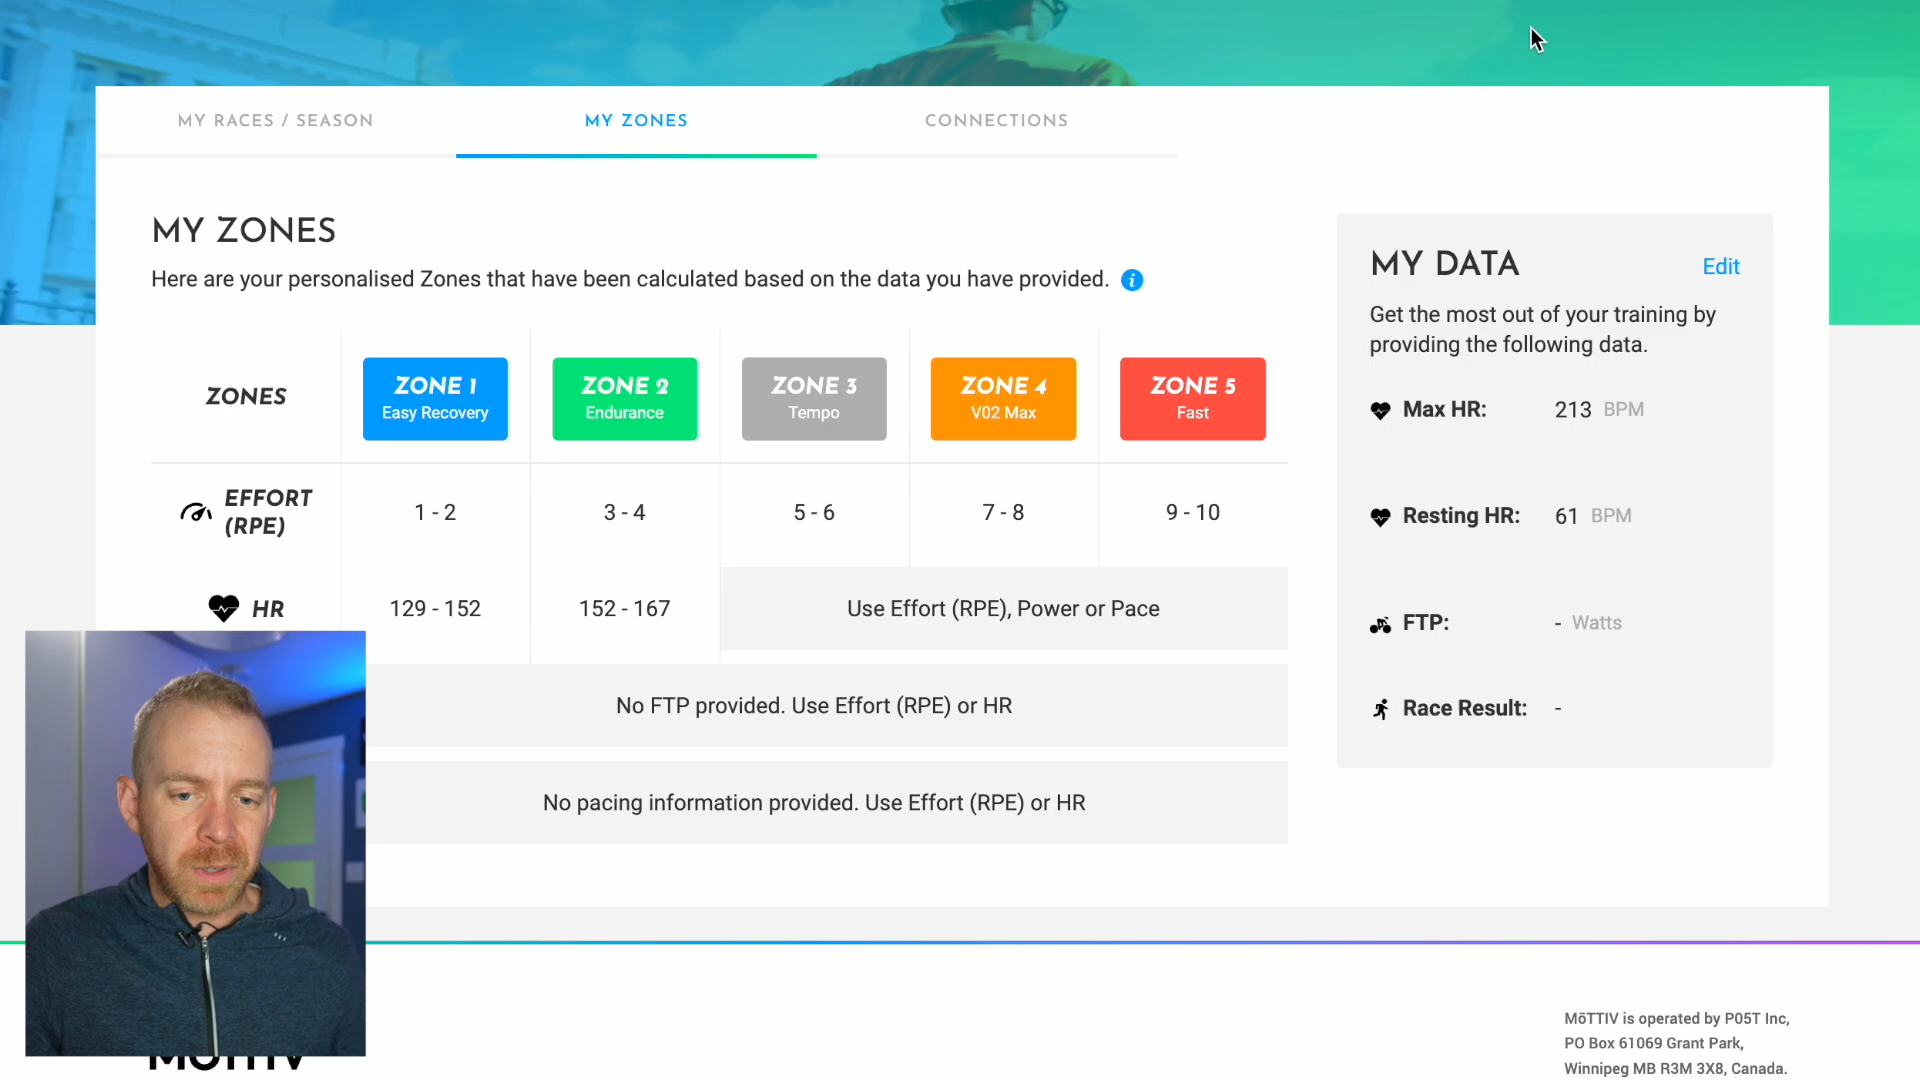 MY RACES / SEASON
MY ZONES
CONNECTIONS
MY ZONES
Here are your personalised Zones that have been calculated based on the data you have provided. i
ZONES
ZONE 1
Easy Recovery
ZONE 2
Endurance
ZONE 3
Tempo
ZONE 4
V02 Max
ZONE 5
Fast
EFFORT
(RPE)
1 - 2
3 - 4
5 - 6
7 - 8
9 - 10
HR
129 - 152
152 - 167
Use Effort (RPE), Power or Pace
No FTP provided. Use Effort (RPE) or HR
No pacing information provided. Use Effort (RPE) or HR
MY DATA
Edit
Get the most out of your training by
providing the following data.
Max HR: 213 BPM
Resting HR: 61 BPM
FTP: - Watts
Race Result: -
MōTTIV
MōTTIV is operated by P05T Inc,
PO Box 61069 Grant Park,
Winnipeg MB R3M 3X8, Canada.